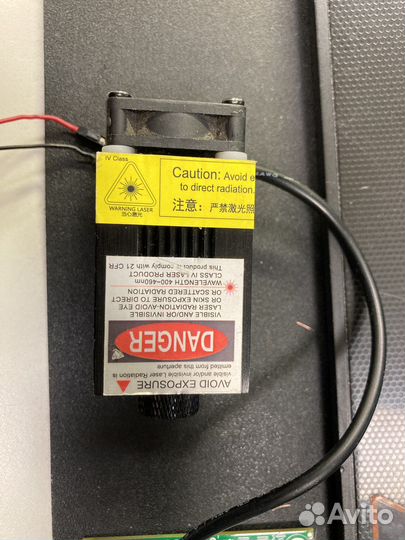 IV Class
WARNING LASER
当心激光
Caution: Avoid
to direct radiation.
注意: 严禁激光照
AVOID EXPOSURE
visible and/or invisible Laser Radiation is
emitted from this aperture
DANGER
VISIBLE AND/OR INVISIBLE
LASER RADIATION-AVOID EYE
OR SKIN EXPOSURE TO DIRECT
OR SCATTERED RADIATION
WAVELENGTH 400-460nm
CLASS IV LASER PRODUCT
This product comply with 21 CFR
Avito